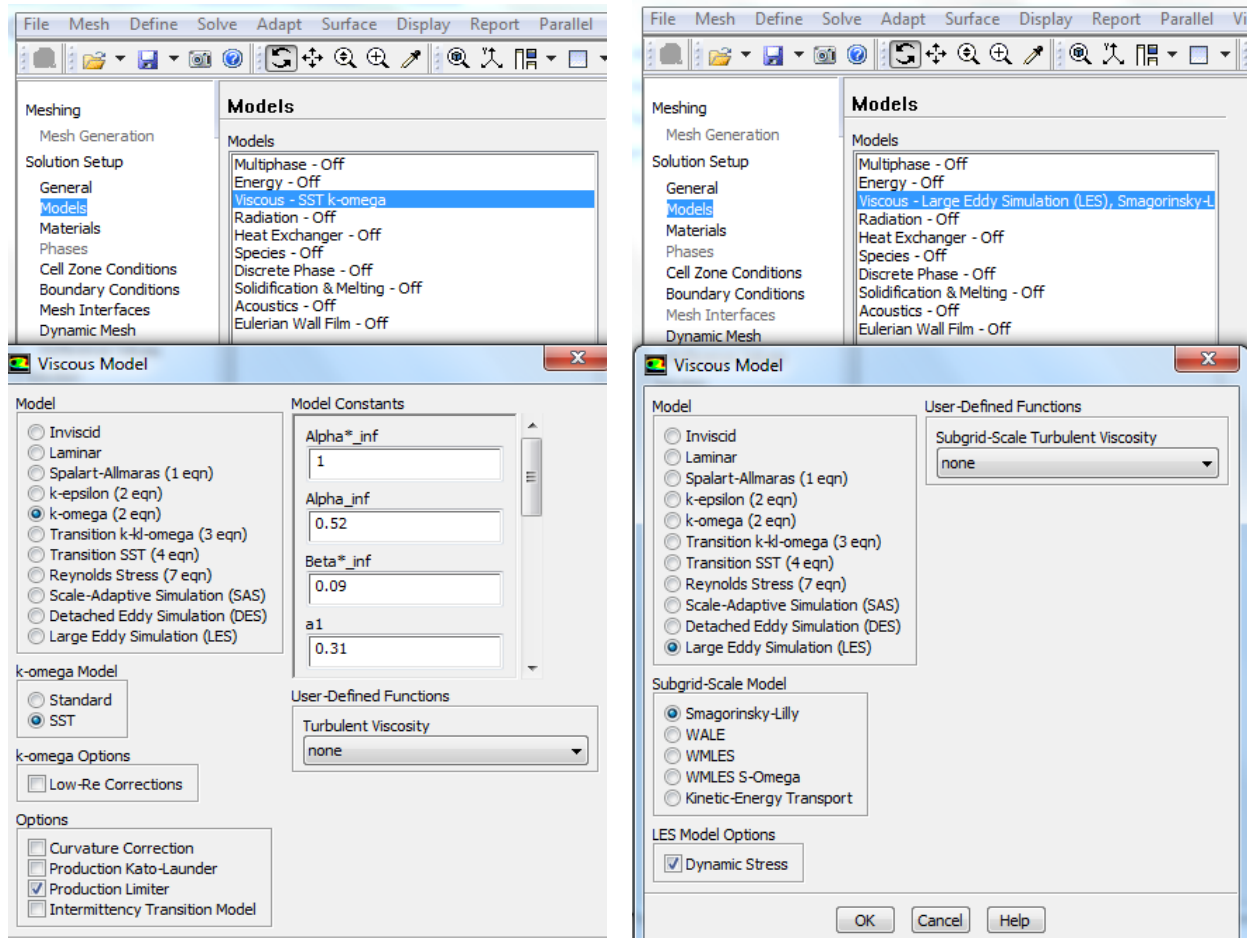 File Mesh Define Solve Adapt Surface Display Report Parallel
Meshing
Mesh Generation
Solution Setup
General
Models
Materials
Phases
Cell Zone Conditions
Boundary Conditions
Mesh Interfaces
Dynamic Mesh
Models
Models
Multiphase - Off
Energy - Off
Viscous - SST k-omega
Radiation - Off
Heat Exchanger - Off
Species - Off
Discrete Phase - Off
Solidification & Melting - Off
Acoustics - Off
Eulerian Wall Film - Off
Viscous Model
Model
Inviscid
Laminar
Spalart-Allmaras (1 eqn)
k-epsilon (2 eqn)
k-omega (2 eqn)
Transition k-kl-omega (3 eqn)
Transition SST (4 eqn)
Reynolds Stress (7 eqn)
Scale-Adaptive Simulation (SAS)
Detached Eddy Simulation (DES)
Large Eddy Simulation (LES)
k-omega Model
Standard
SST
k-omega Options
Low-Re Corrections
Options
Curvature Correction
Production Kato-Launder
Production Limiter
Intermittency Transition Model
Model Constants
Alpha*_inf
1
Alpha_inf
0.52
Beta*_inf
0.09
a1
0.31
User-Defined Functions
Turbulent Viscosity
none
File Mesh Define Solve Adapt Surface Display Report Parallel Vi
Meshing
Mesh Generation
Solution Setup
General
Models
Materials
Phases
Cell Zone Conditions
Boundary Conditions
Mesh Interfaces
Dynamic Mesh
Models
Models
Multiphase - Off
Energy - Off
Viscous - Large Eddy Simulation (LES), Smagorinsky-L
Radiation - Off
Heat Exchanger - Off
Species - Off
Discrete Phase - Off
Solidification & Melting - Off
Acoustics - Off
Eulerian Wall Film - Off
Viscous Model
Model
Inviscid
Laminar
Spalart-Allmaras (1 eqn)
k-epsilon (2 eqn)
k-omega (2 eqn)
Transition k-kl-omega (3 eqn)
Transition SST (4 eqn)
Reynolds Stress (7 eqn)
Scale-Adaptive Simulation (SAS)
Detached Eddy Simulation (DES)
Large Eddy Simulation (LES)
Subgrid-Scale Model
Smagorinsky-Lilly
WALE
WMLES
WMLES S-Omega
Kinetic-Energy Transport
LES Model Options
Dynamic Stress
User-Defined Functions
Subgrid-Scale Turbulent Viscosity
none
OK Cancel Help